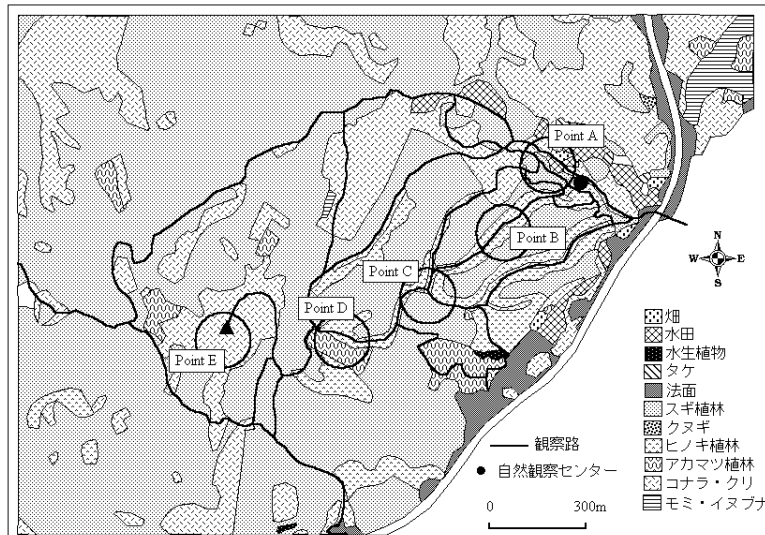 Point A
Point B
Point C
Point D
Point E
N
W E
S
畑
水田
水生植物
タケ
法面
スギ植林
クヌギ
ヒノキ植林
アカマツ植林
コナラ・クリ
モミ・イヌブナ
観察路
自然観察センター
0 300m